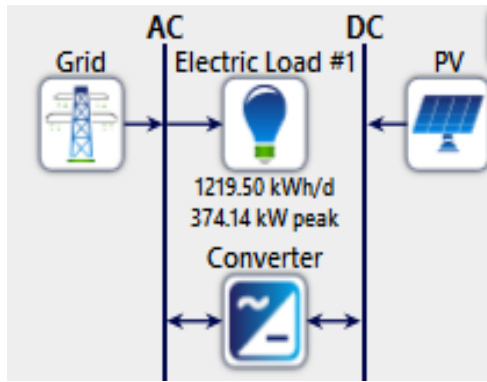 AC DC
Grid Electric Load #1 PV
1219.50 kWh/d
374.14 kW peak
Converter